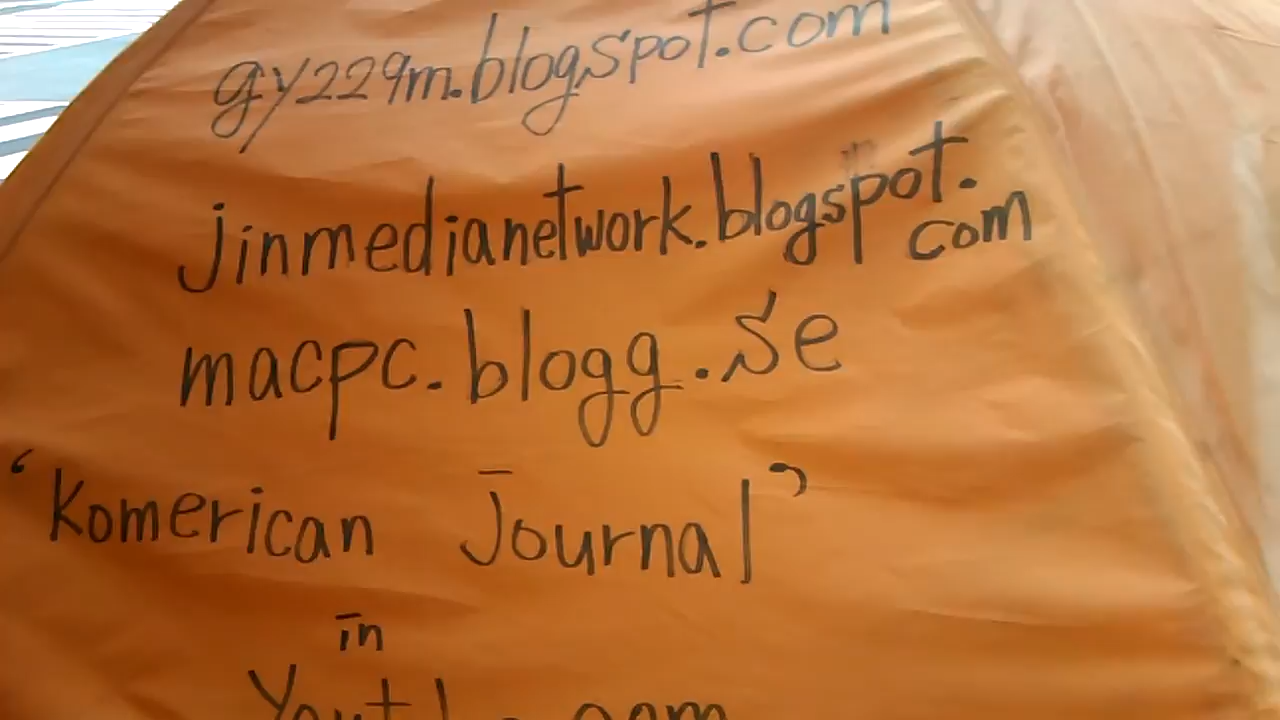 gy229m.blogspot.com
jinmedianetwork.blogspot.
com
macpc.blogg.se
‘Komerican Journal’
in